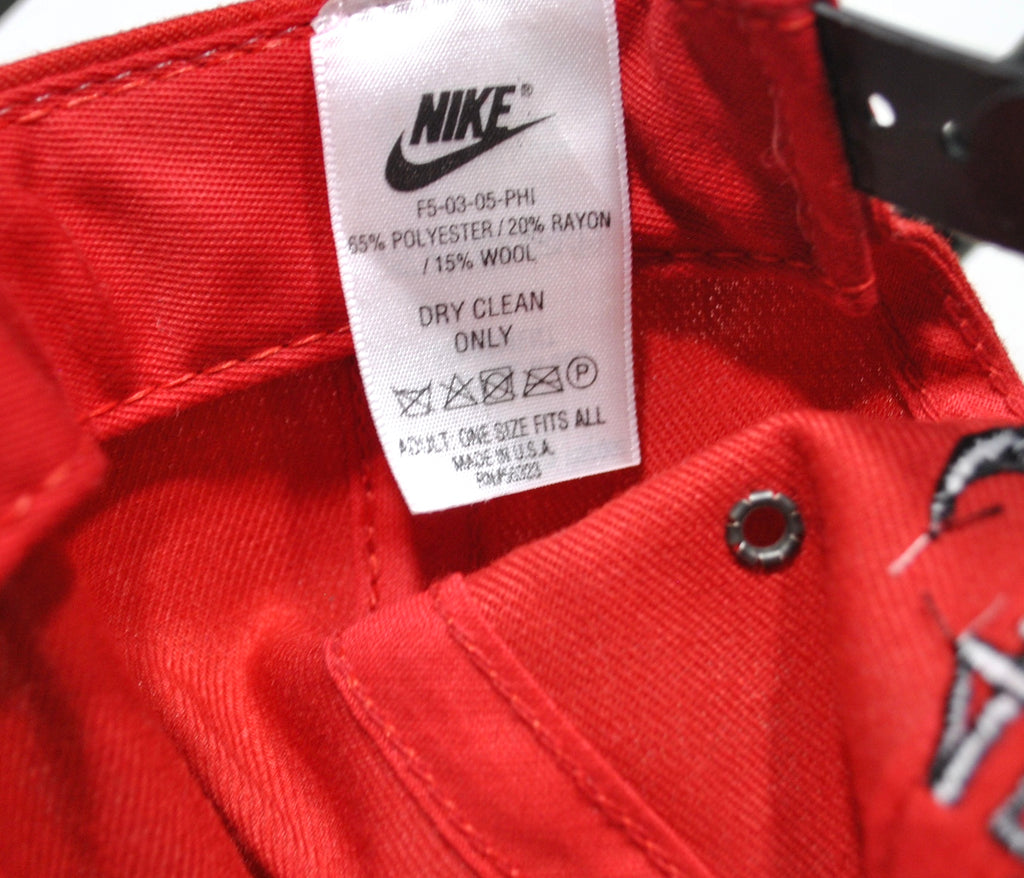 NIKE®
F5-03-05-PHI
65% POLYESTER / 20% RAYON
/ 15% WOOL
DRY CLEAN
ONLY
P
ADULT: ONE SIZE FITS ALL
MADE IN U.S.A.